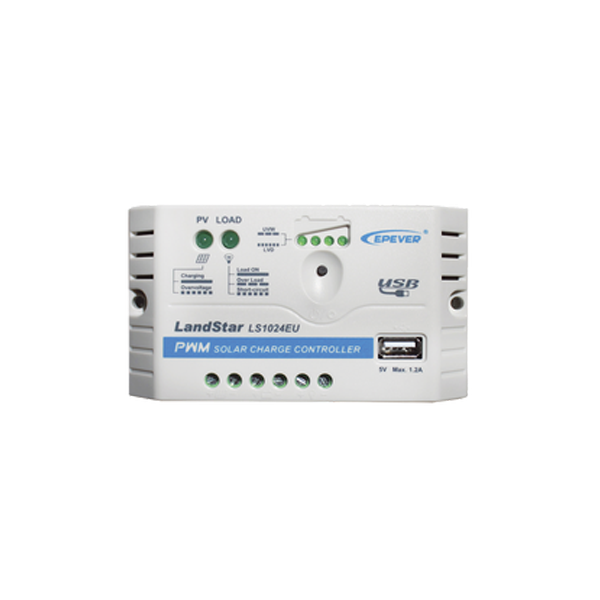 PV LOAD
UVW
LVD
EPEVER®
Charging
Overvoltage
Load ON
Over Load
Short-circuit
USB
LandStar LS1024EU
PWM SOLAR CHARGE CONTROLLER
5V Max. 1.2A